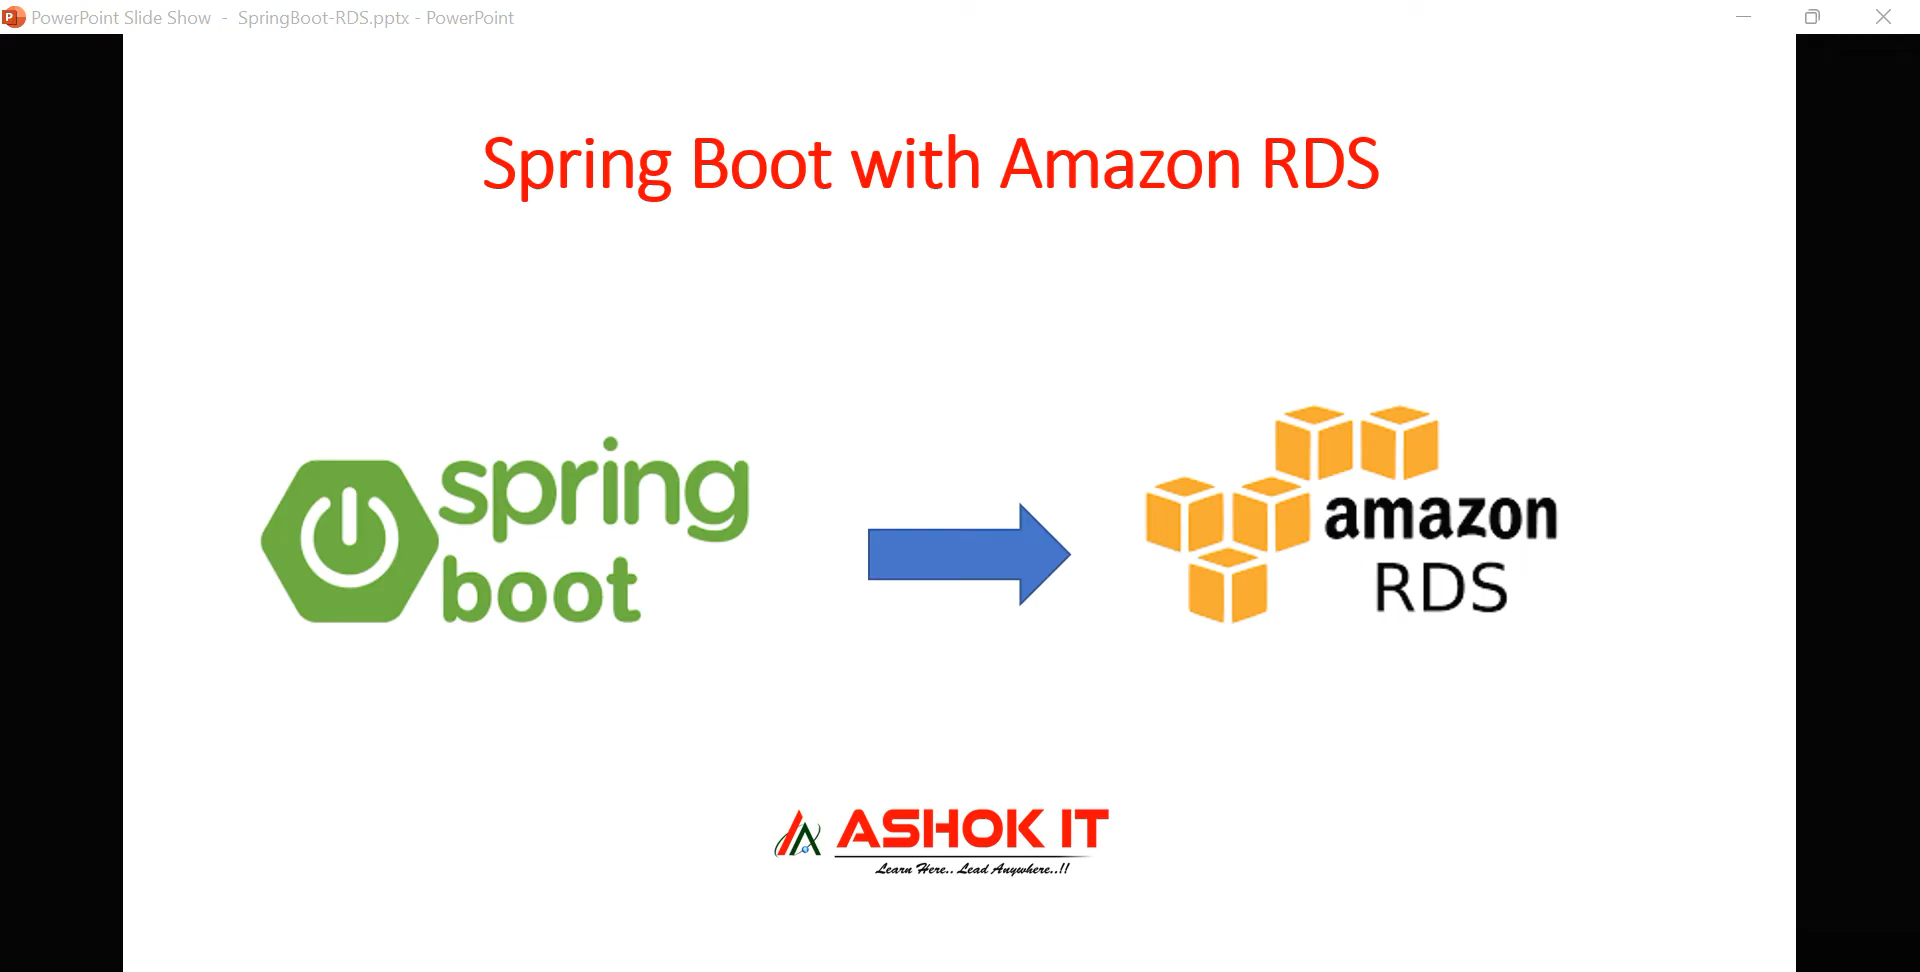 PowerPoint Slide Show - SpringBoot-RDS.pptx - PowerPoint
Spring Boot with Amazon RDS
spring
boot
amazon
RDS
ASHOK IT
Learn Here.. Lead Anywhere..!!